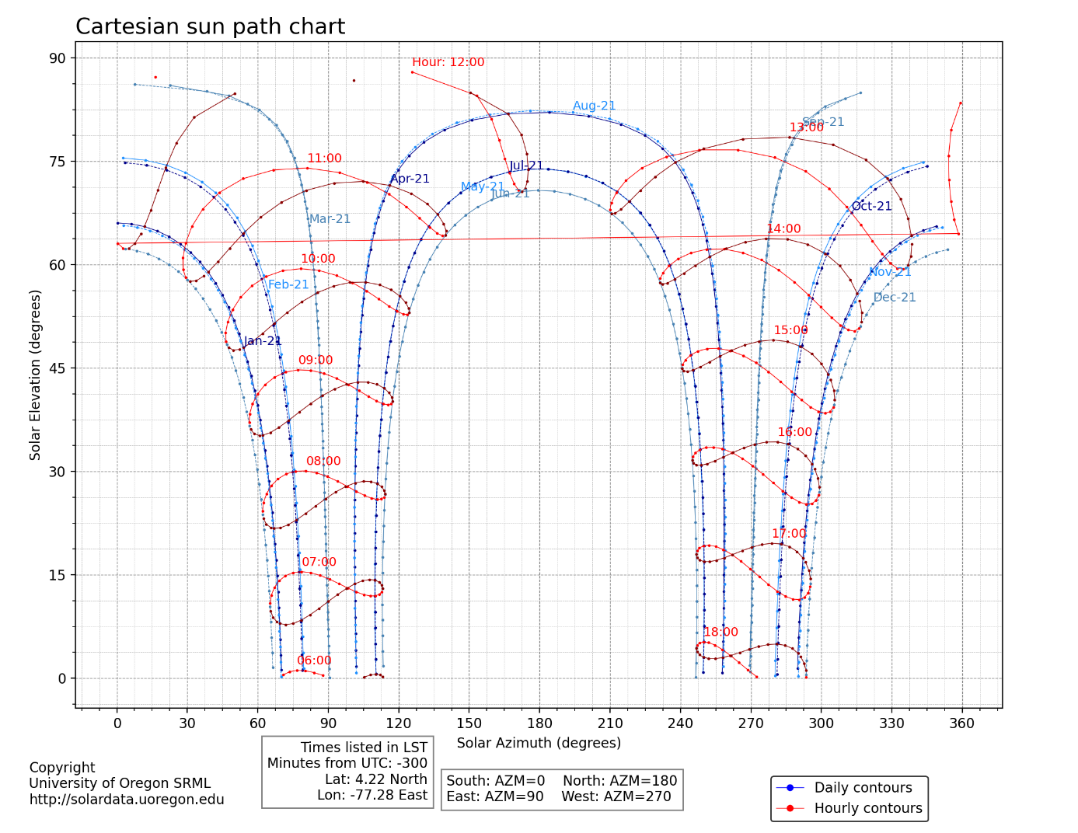 Cartesian sun path chart
90
75
60
45
30
15
0
Solar Elevation (degrees)
Hour: 12:00
Aug-21
Sep-21
13:00
11:00
Jul-21
Apr-21
May-21
Jun-21
Oct-21
Mar-21
14:00
10:00
Nov-21
Feb-21
Dec-21
15:00
Jan-21
09:00
16:00
08:00
17:00
07:00
18:00
06:00
0 30 60 90 120 150 180 210 240 270 300 330 360
Solar Azimuth (degrees)
Times listed in LST
Minutes from UTC: -300
Lat: 4.22 North
Lon: -77.28 East
South: AZM=0 North: AZM=180
East: AZM=90 West: AZM=270
Copyright
University of Oregon SRML
http://solardata.uoregon.edu
Daily contours
Hourly contours